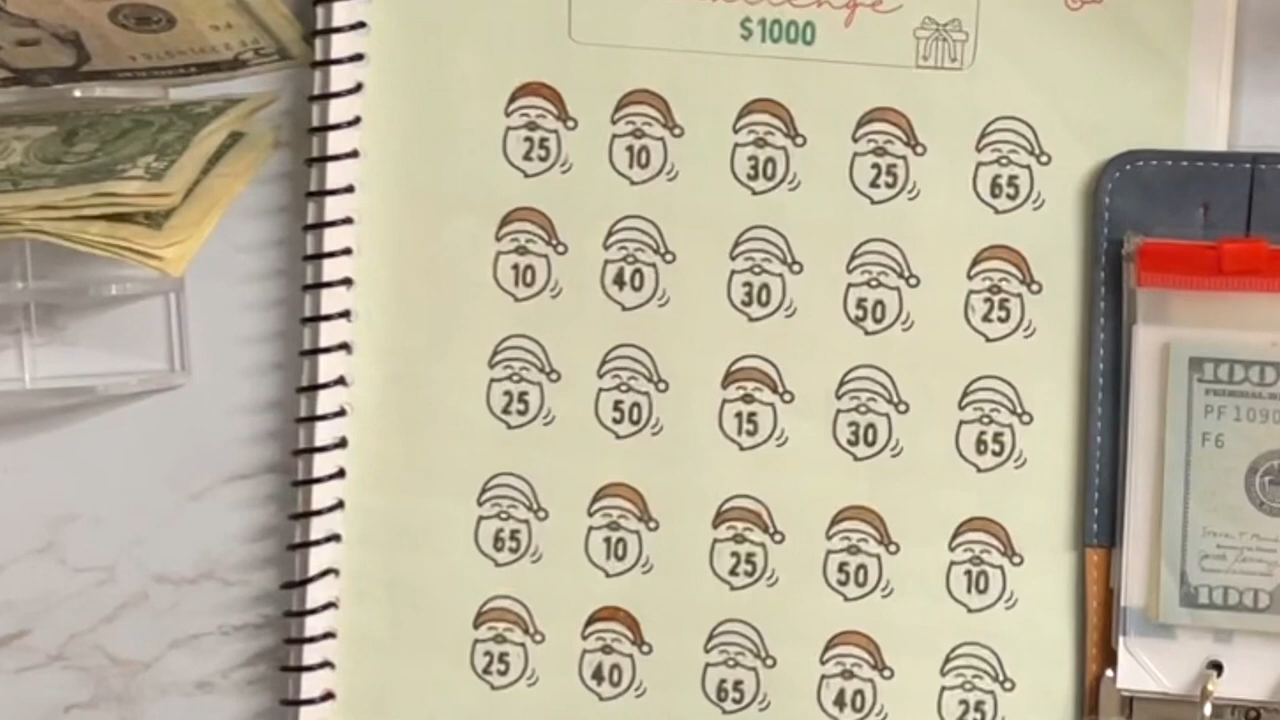 $1000
25 10 30 25 65
10 40 30 50 25
25 50 15 30 65
65 10 25 50 10
25 40 65 40 25
100
PF 1090
F6
100